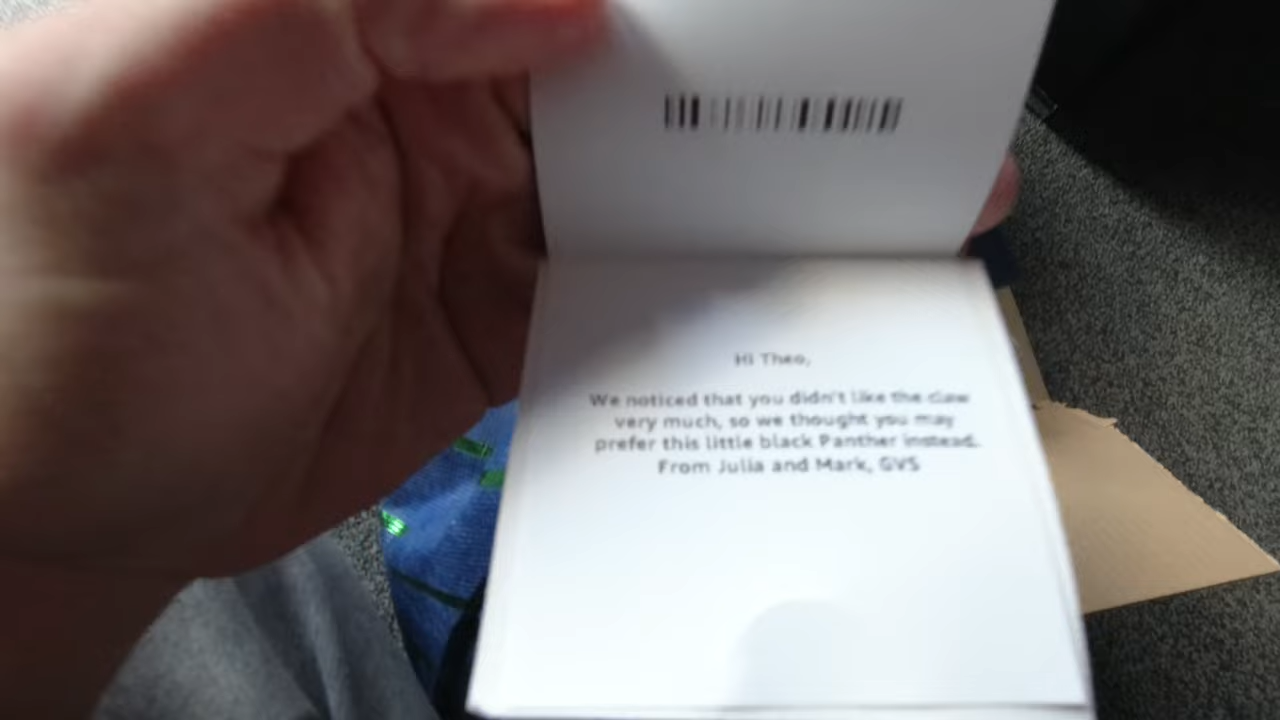 Hi Theo,
We noticed that you didn't like the claw
very much, so we thought you may
prefer this little black Panther instead.
From Julia and Mark, GVS